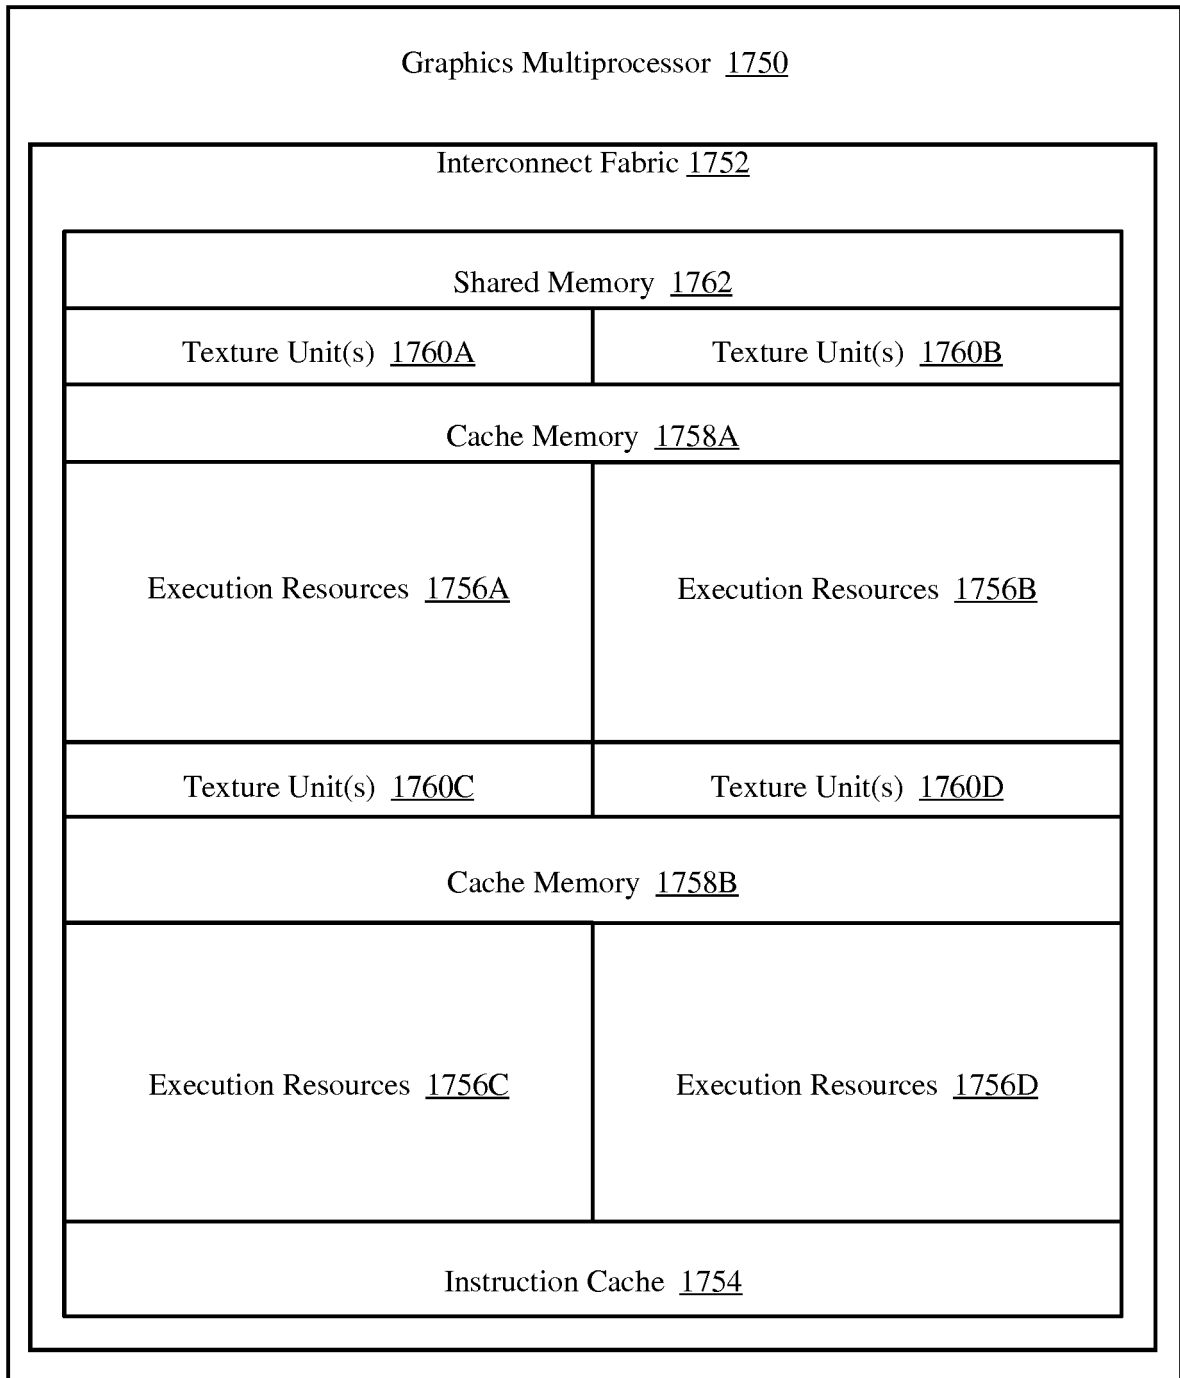 Graphics Multiprocessor 1750
Interconnect Fabric 1752
Shared Memory 1762
Texture Unit(s) 1760A
Texture Unit(s) 1760B
Cache Memory 1758A
Execution Resources 1756A
Execution Resources 1756B
Texture Unit(s) 1760C
Texture Unit(s) 1760D
Cache Memory 1758B
Execution Resources 1756C
Execution Resources 1756D
Instruction Cache 1754